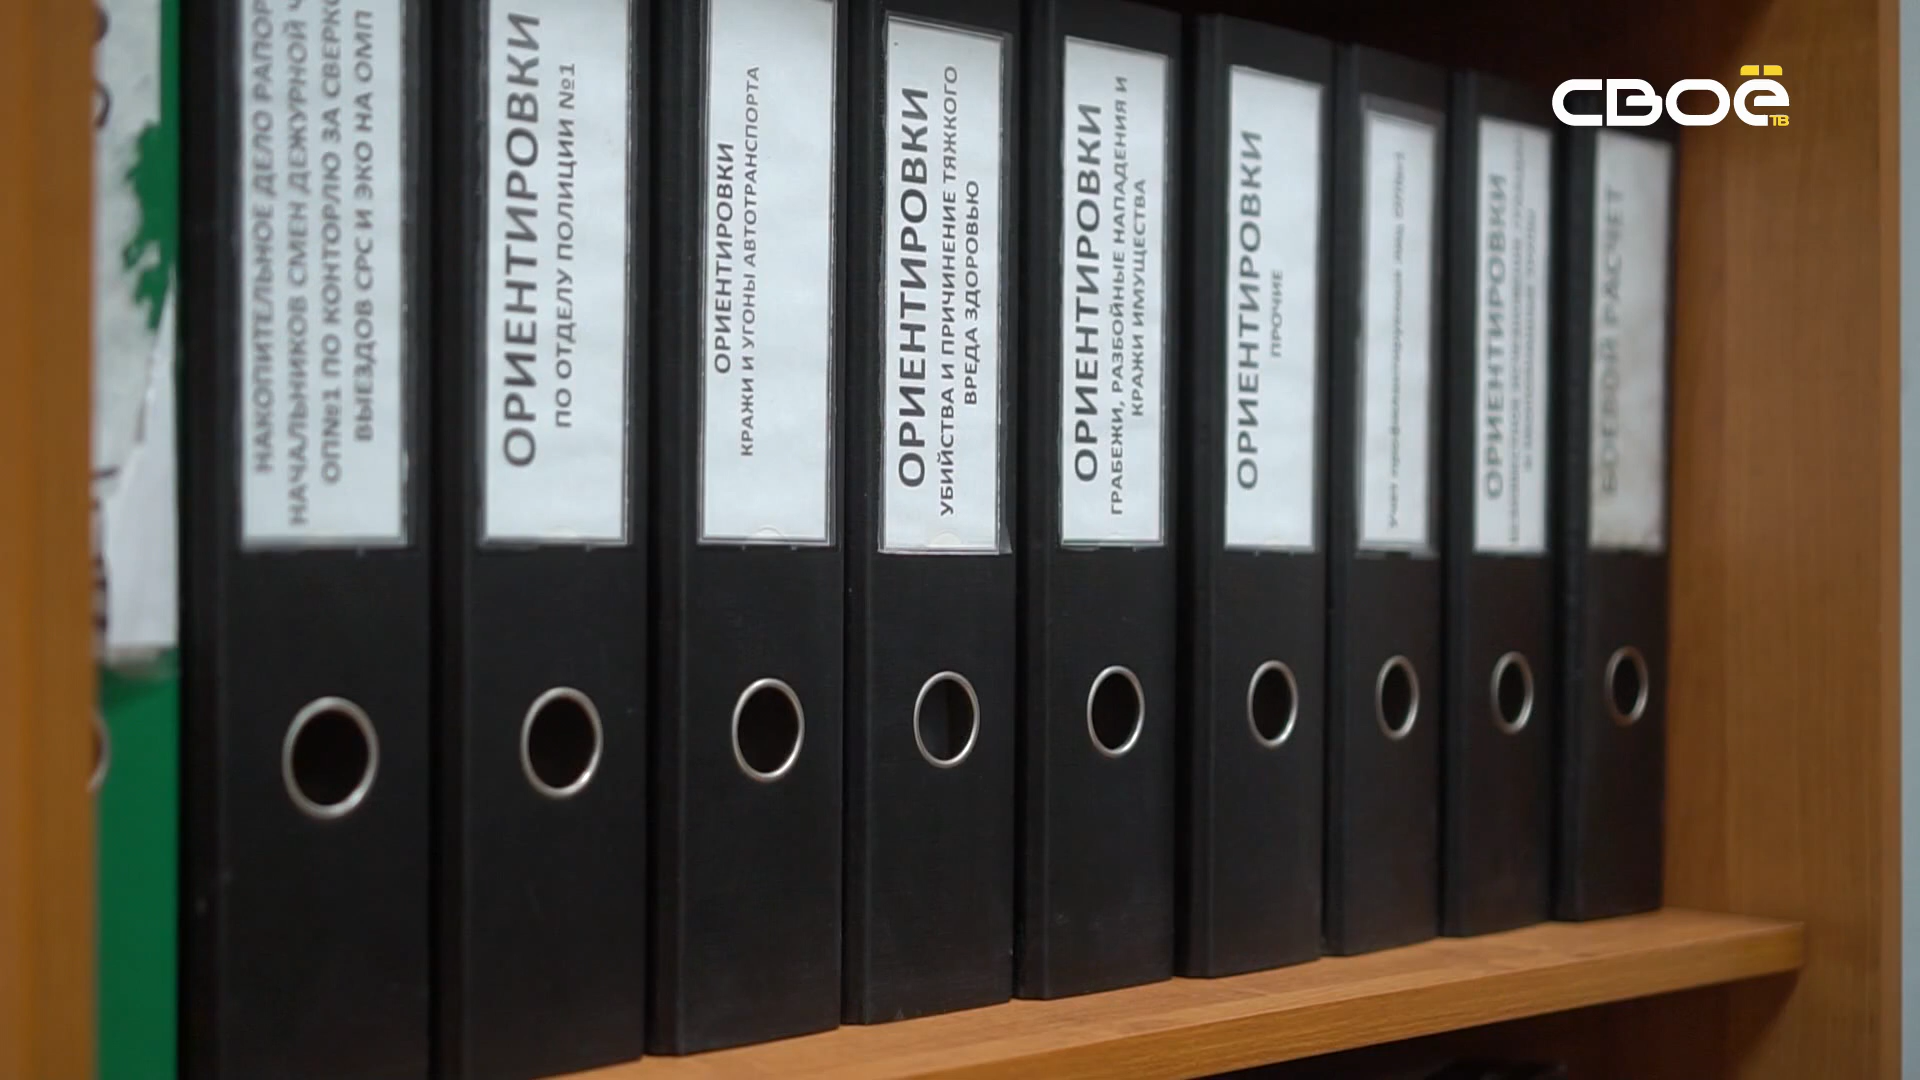 НАКОПИТЕЛЬНОЕ ДЕЛО РАПОР
НАЧАЛЬНИКОВ СМЕН ДЕЖУРНОЙ Ч
ОП№1 ПО КОНТОРЛЮ ЗА СВЕРК
ВЫЕЗДОВ СРС И ЭКО НА ОМП
ОРИЕНТИРОВКИ
ПО ОТДЕЛУ ПОЛИЦИИ №1
ОРИЕНТИРОВКИ
КРАЖИ И УГОНЫ АВТОТРАНСПОРТА
ОРИЕНТИРОВКИ
УБИЙСТВА И ПРИЧИНЕНИЕ ТЯЖКОГО
ВРЕДА ЗДОРОВЬЮ
ОРИЕНТИРОВКИ
ГРАБЕЖИ, РАЗБОЙНЫЕ НАПАДЕНИЯ И
КРАЖИ ИМУЩЕСТВА
ОРИЕНТИРОВКИ
ПРОЧИЕ
ОРИЕНТИРОВКИ
БОЕВОЙ РАСЧЕТ
СВОЁ
ТВ